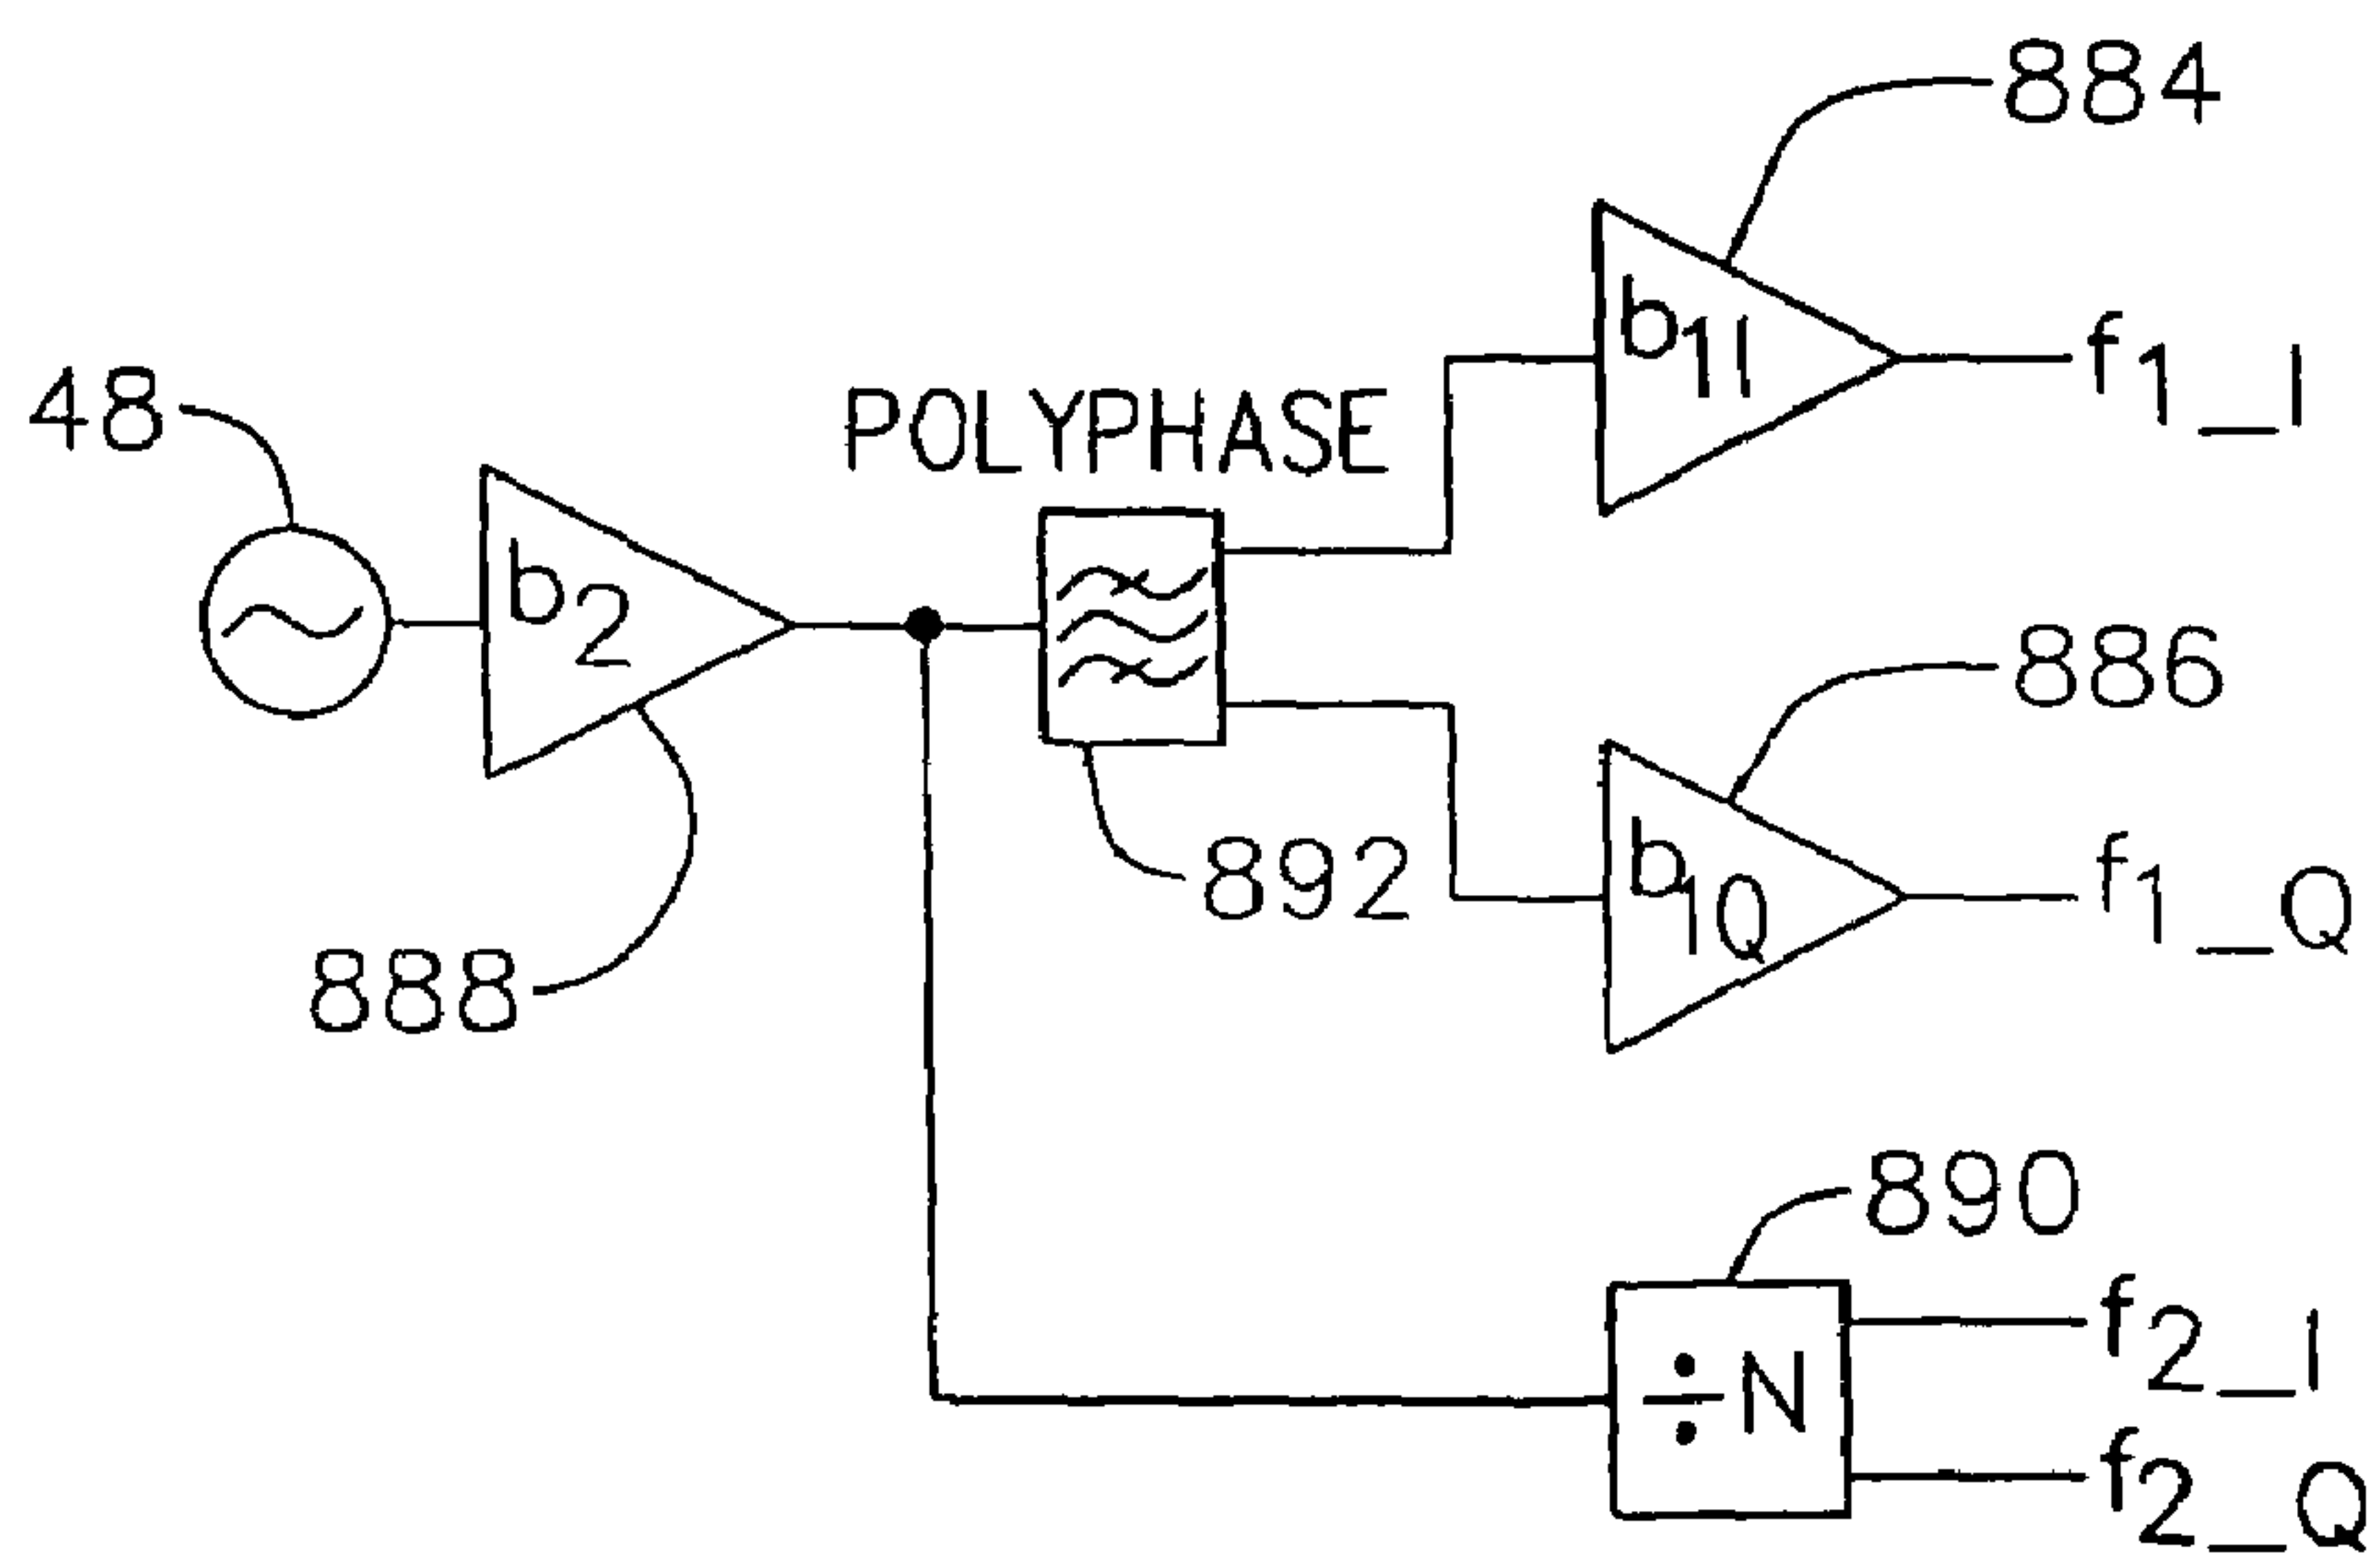 884
b1I
f1_I
48
POLYPHASE
b2
886
892
b1Q
f1_Q
888
890
f2_I
÷N
f2_Q